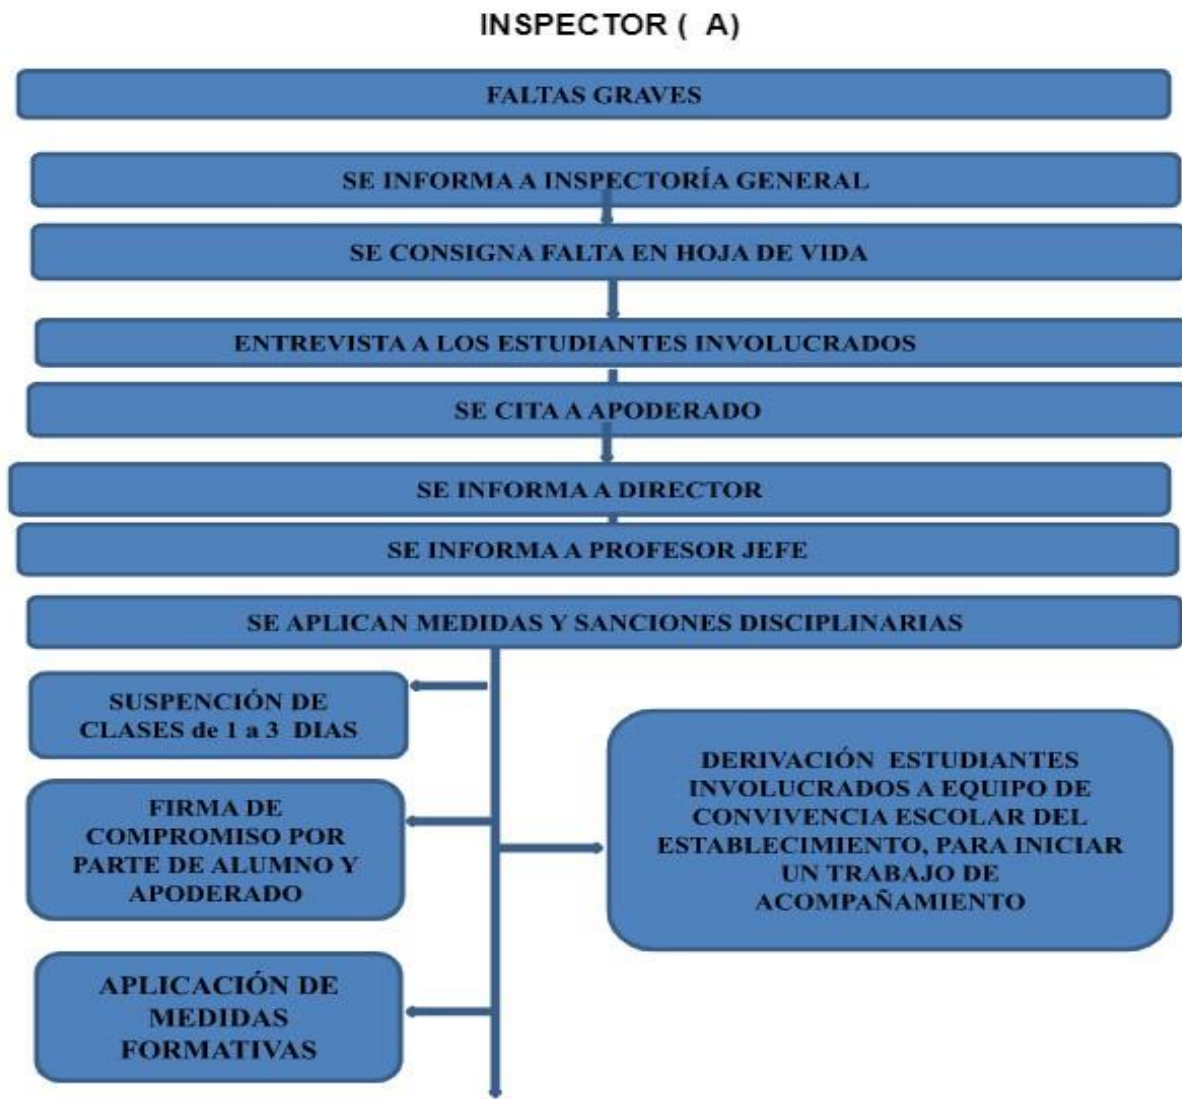 INSPECTOR (  A)
FALTAS GRAVES
SE INFORMA A INSPECTORÍA GENERAL
SE CONSIGNA FALTA EN HOJA DE VIDA
ENTREVISTA A LOS ESTUDIANTES INVOLUCRADOS
SE CITA A APODERADO
SE INFORMA A DIRECTOR
SE INFORMA A PROFESOR JEFE
SE APLICAN MEDIDAS Y SANCIONES DISCIPLINARIAS
SUSPENCIÓN DE
CLASES de 1 a 3  DIAS
FIRMA DE
COMPROMISO POR
PARTE DE ALUMNO Y
APODERADO
APLICACIÓN DE
MEDIDAS
FORMATIVAS
DERIVACIÓN  ESTUDIANTES
INVOLUCRADOS A EQUIPO DE
CONVIVENCIA ESCOLAR DEL
ESTABLECIMIENTO, PARA INICIAR
UN TRABAJO DE
ACOMPAÑAMIENTO